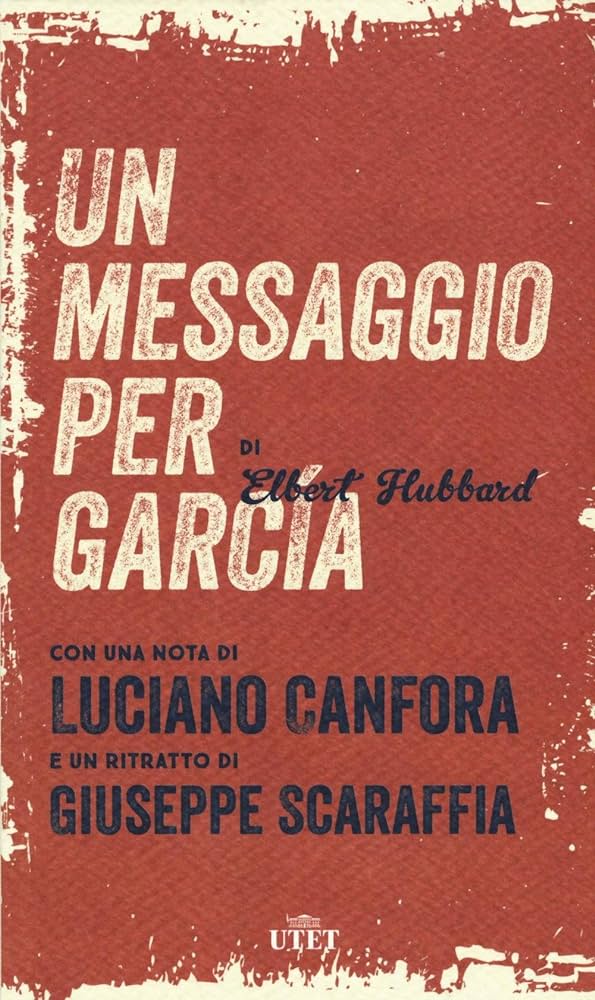 UN
MESSAGGIO
PER
GARCÍA
DI
Elbert Hubbard
CON UNA NOTA DI
LUCIANO CANFORA
E UN RITRATTO DI
GIUSEPPE SCARAFFIA
UTET